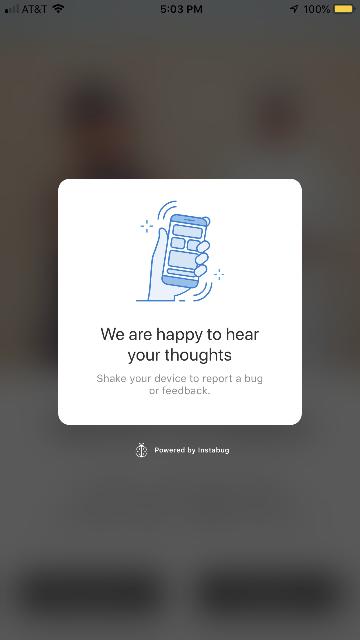 AT&T 5:03 PM 100%
We are happy to hear
your thoughts
Shake your device to report a bug
or feedback.
Powered by Instabug